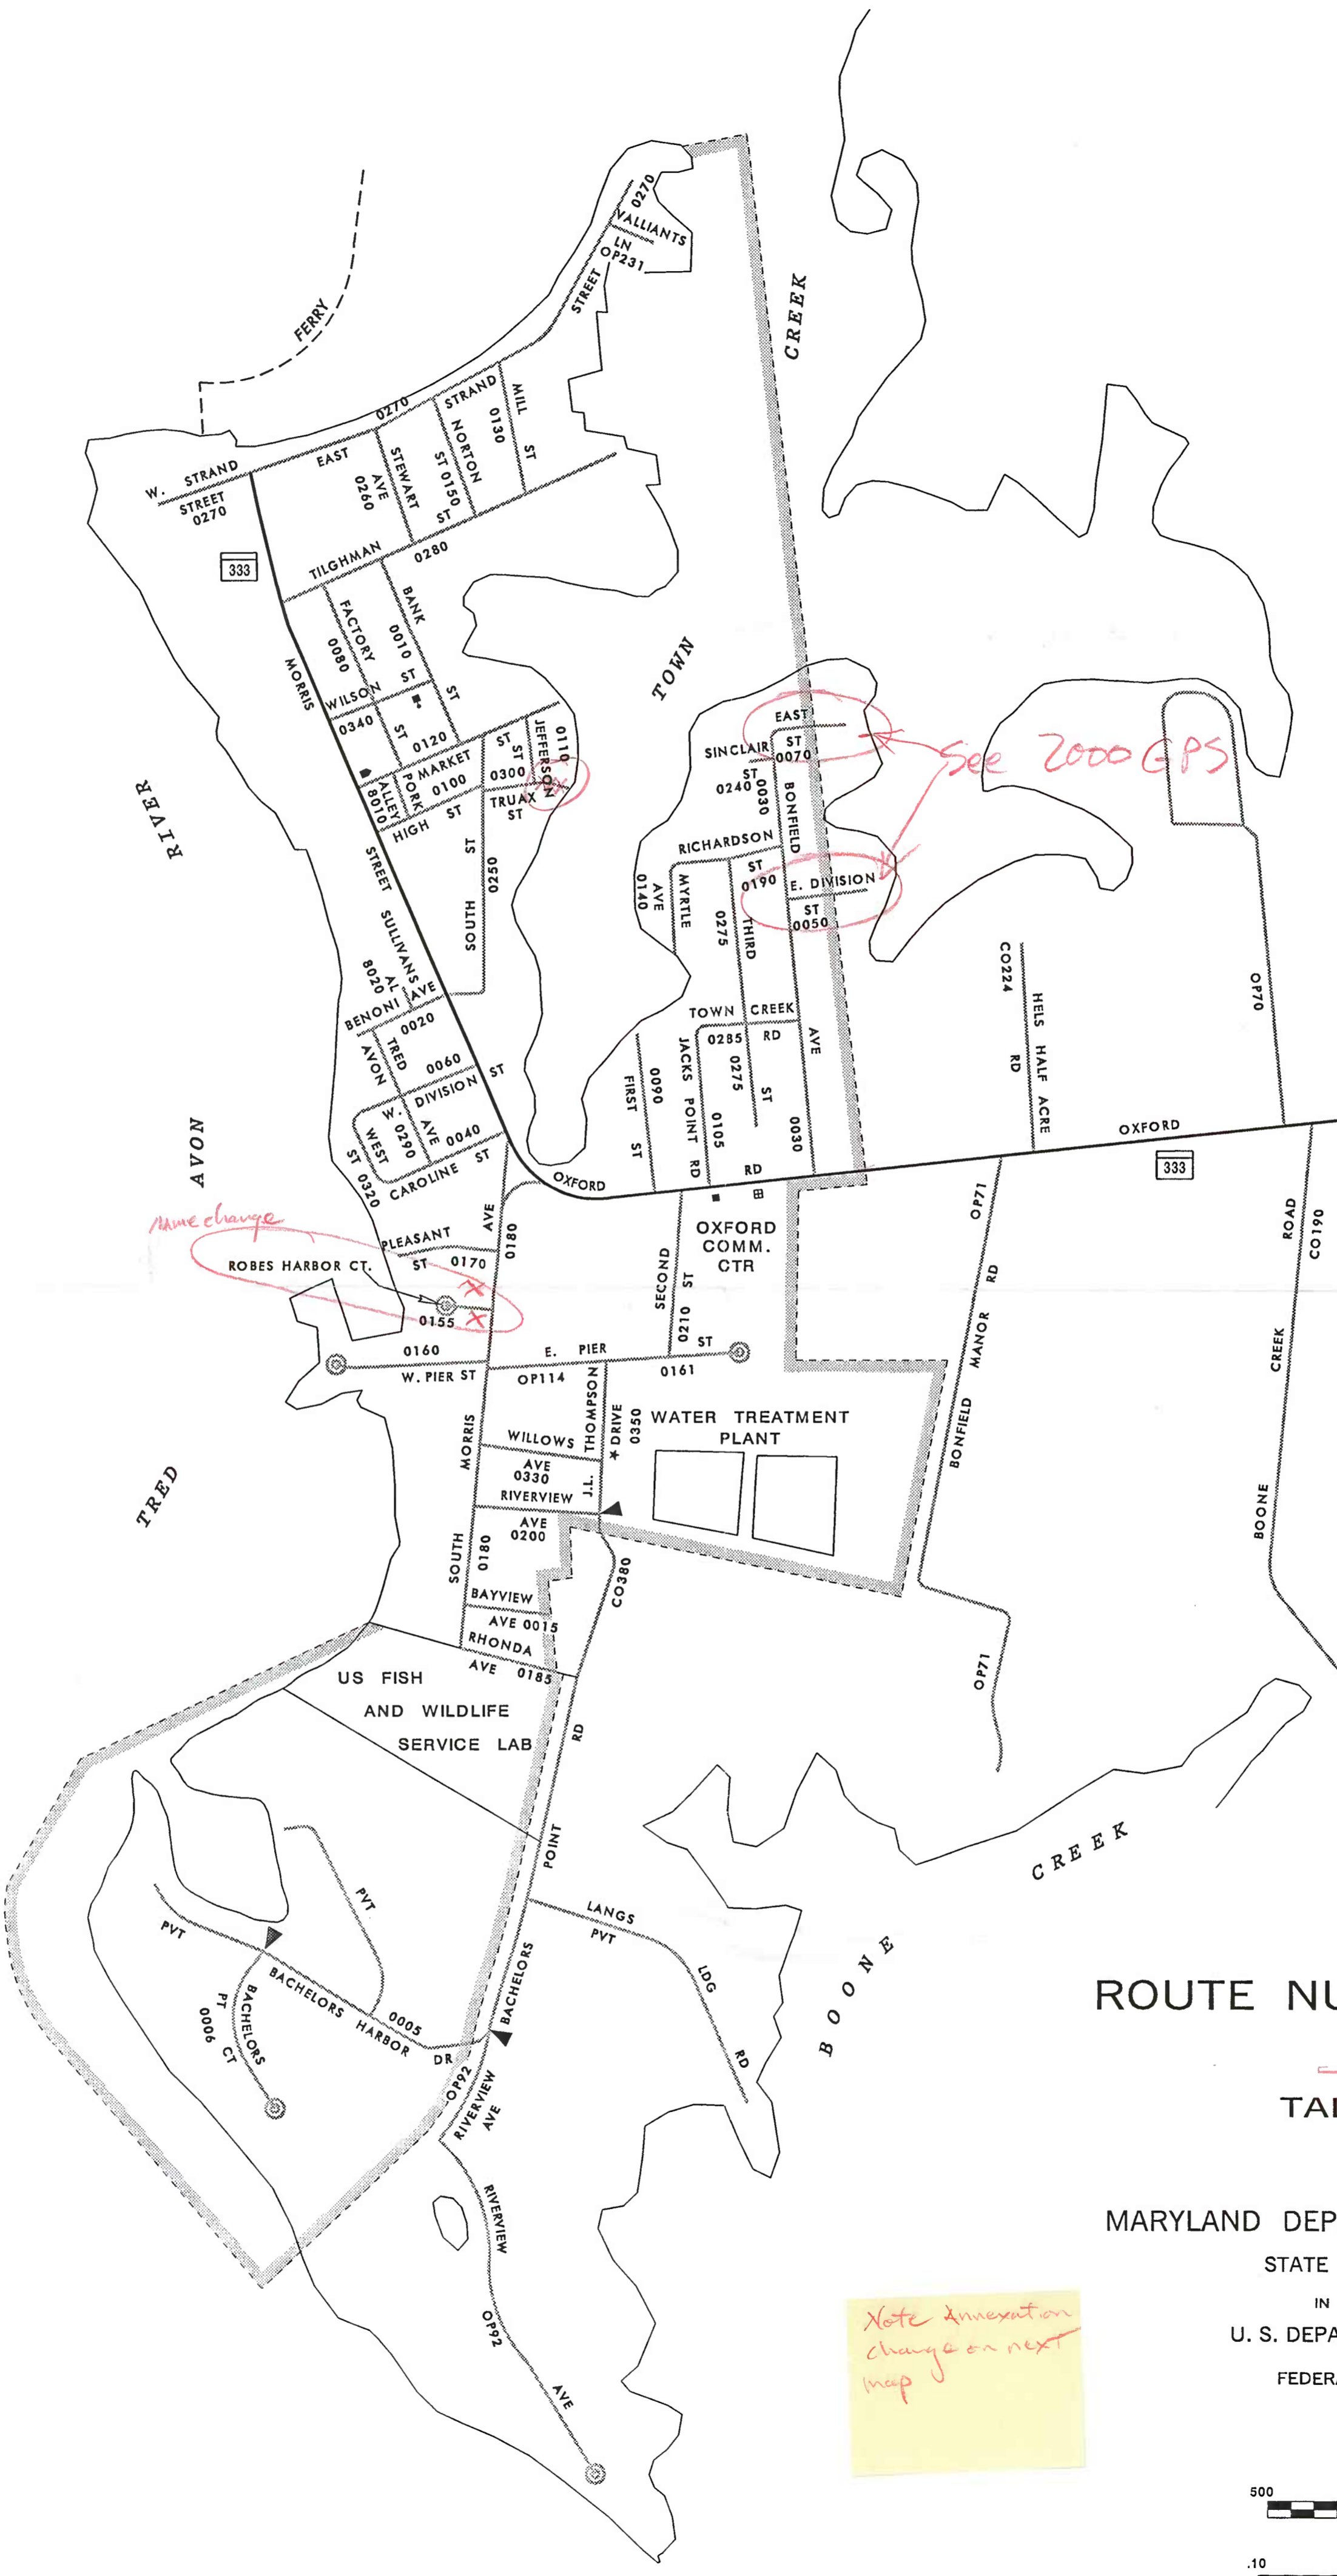 0270
VALLIANTS
LN
OP231
STREET
CREEK
FERRY
0270
STRAND
MILL
0130
ST
NORTON
ST 0150
EAST
STEWART
AVE
0260
W. STRAND
STREET
0270
ST
TILGHMAN
0280
333
BANK
0010
ST
FACTORY
0080
ST
MORRIS
WILSON ST
0340
0120
TOWN
EAST
ST
0070
SINCLAIR
ST
0240
0030
BONFIELD
See 2000 GPS
JEFFERSON
ST
0110
MARKET ST
0300
PORK
ALLEY
8010
0100
TRUAX
ST
HIGH ST
RIVER
STREET
SOUTH ST
0250
RICHARDSON
ST
0190
E. DIVISION
ST
0050
MYRTLE
AVE
0140
THIRD
0275
SULLIVANS
AL
8020
BENONI AVE
0020
CO224
HELS HALF ACRE
RD
OP70
TOWN CREEK
0285 RD
AVE
TRED
AVON
AVE
0290
0060
W. DIVISION ST
JACKS POINT RD
0105
0275
ST
0090
FIRST ST
0030
WEST
ST 0320
0040
CAROLINE ST
OXFORD
333
OXFORD RD
AVON
OP71
ROAD
CO190
name change
AVE
0180
PLEASANT
ST 0170
OXFORD
COMM.
CTR
ROBES HARBOR CT.
0155
SECOND
0210 ST
BONFIELD MANOR RD
BOONE CREEK
0160
W. PIER ST
E. PIER ST
OP114
0161
J.L. THOMPSON
★ DRIVE
0350
WATER TREATMENT
PLANT
MORRIS
WILLOWS
AVE
0330
RIVERVIEW
AVE
0200
TRED
SOUTH
0180
CO380
BAYVIEW
AVE 0015
RHONDA
AVE 0185
OP71
US FISH
AND WILDLIFE
SERVICE LAB
RD
POINT
CREEK
PVT
PVT
LANGS
PVT
LDG
RD
BACHELORS
BOONE
BACHELORS HARBOR DR
0005
BACHELORS
PT CT
0006
ROUTE NU
OP92
RIVERVIEW
AVE
TAL
RIVERVIEW
MARYLAND DEP
STATE
IN
OP92
U. S. DEPA
Note Annexation
change on next
map
FEDERA
AVE
500
.10